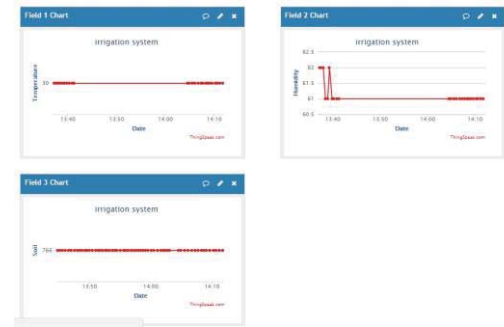 Field 1 Chart
irrigation system
Temperature
30
13:40
13:50
14:00
14:10
Date
ThingSpeak.com
Field 2 Chart
irrigation system
Humidity
62.5
62
61.5
61
60.5
13:40
13:50
14:00
14:10
Date
ThingSpeak.com
Field 3 Chart
irrigation system
Soil
13:50
14:00
14:10
Date
ThingSpeak.com